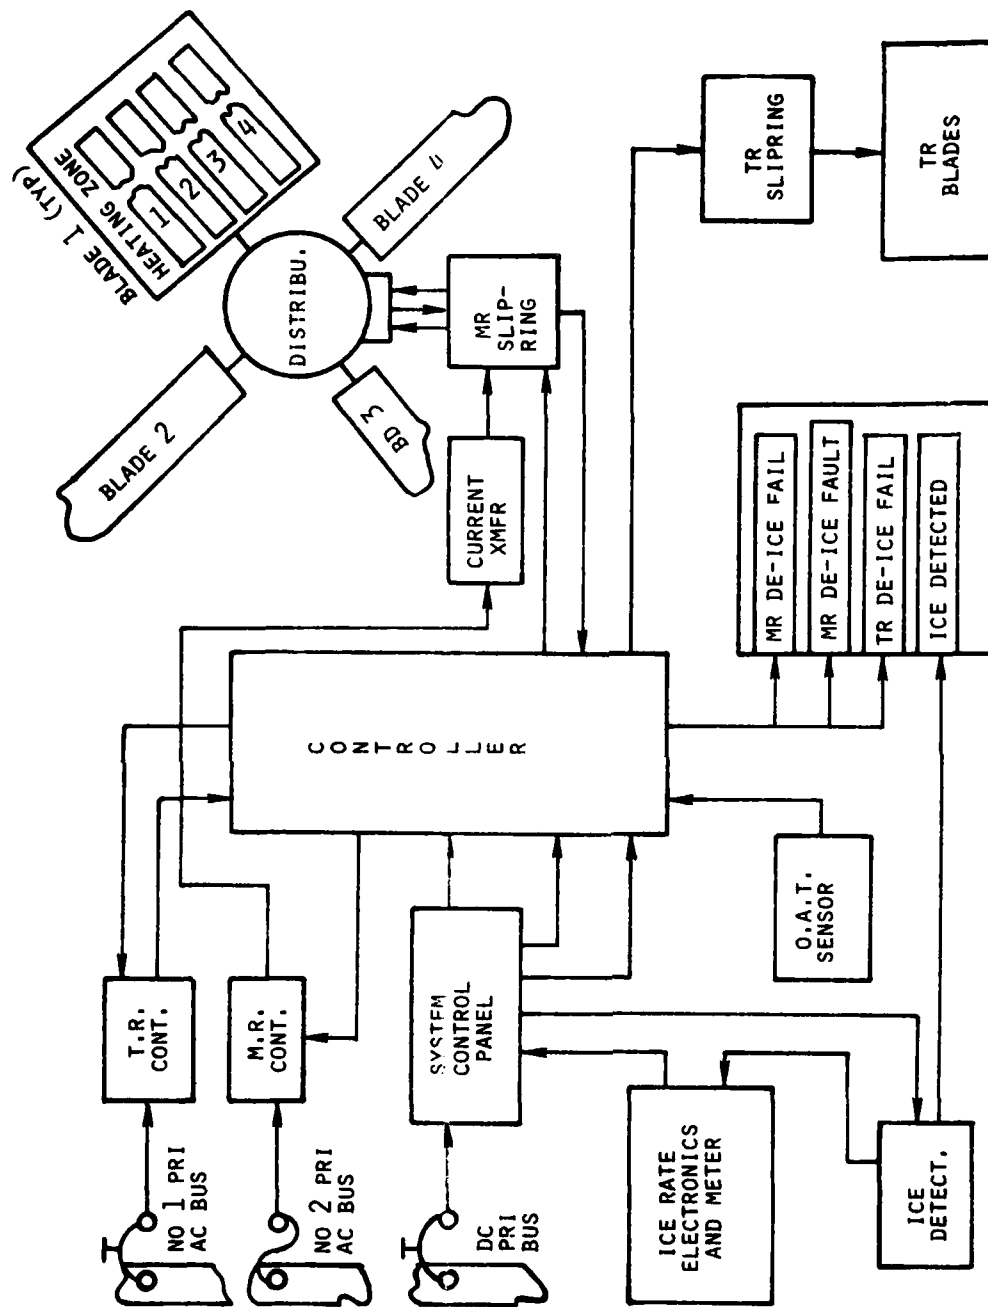 BLADE 1 (TYP)
HEATING ZONE
1
2
3
4
BLADE 2
DISTRIBU.
BD 3
BLADE 4
MR
SLIP-
RING
CURRENT
XMFR
TR
SLIPRING
TR
BLADES
T.R.
CONT.
M.R.
CONT.
CONTROLLER
NO 1 PRI
AC BUS
NO 2 PRI
AC BUS
DC
PRI
BUS
SYSTEM
CONTROL
PANEL
ICE RATE
ELECTRONICS
AND METER
ICE
DETECT.
O.A.T.
SENSOR
MR DE-ICE FAIL
MR DE-ICE FAULT
TR DE-ICE FAIL
ICE DETECTED